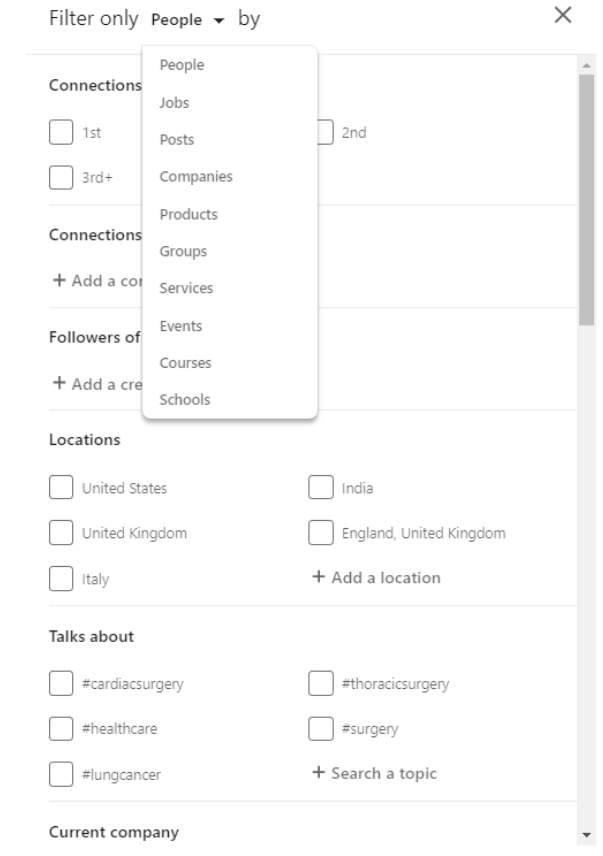 Filter only People by
People
Jobs
Posts
Companies
Products
Groups
Services
Events
Courses
Schools
Connections
1st 2nd
3rd+
Connections
+ Add a con
Followers of
+ Add a cre
Locations
United States India
United Kingdom England, United Kingdom
Italy + Add a location
Talks about
#cardiacsurgery #thoracicsurgery
#healthcare #surgery
#lungcancer + Search a topic
Current company